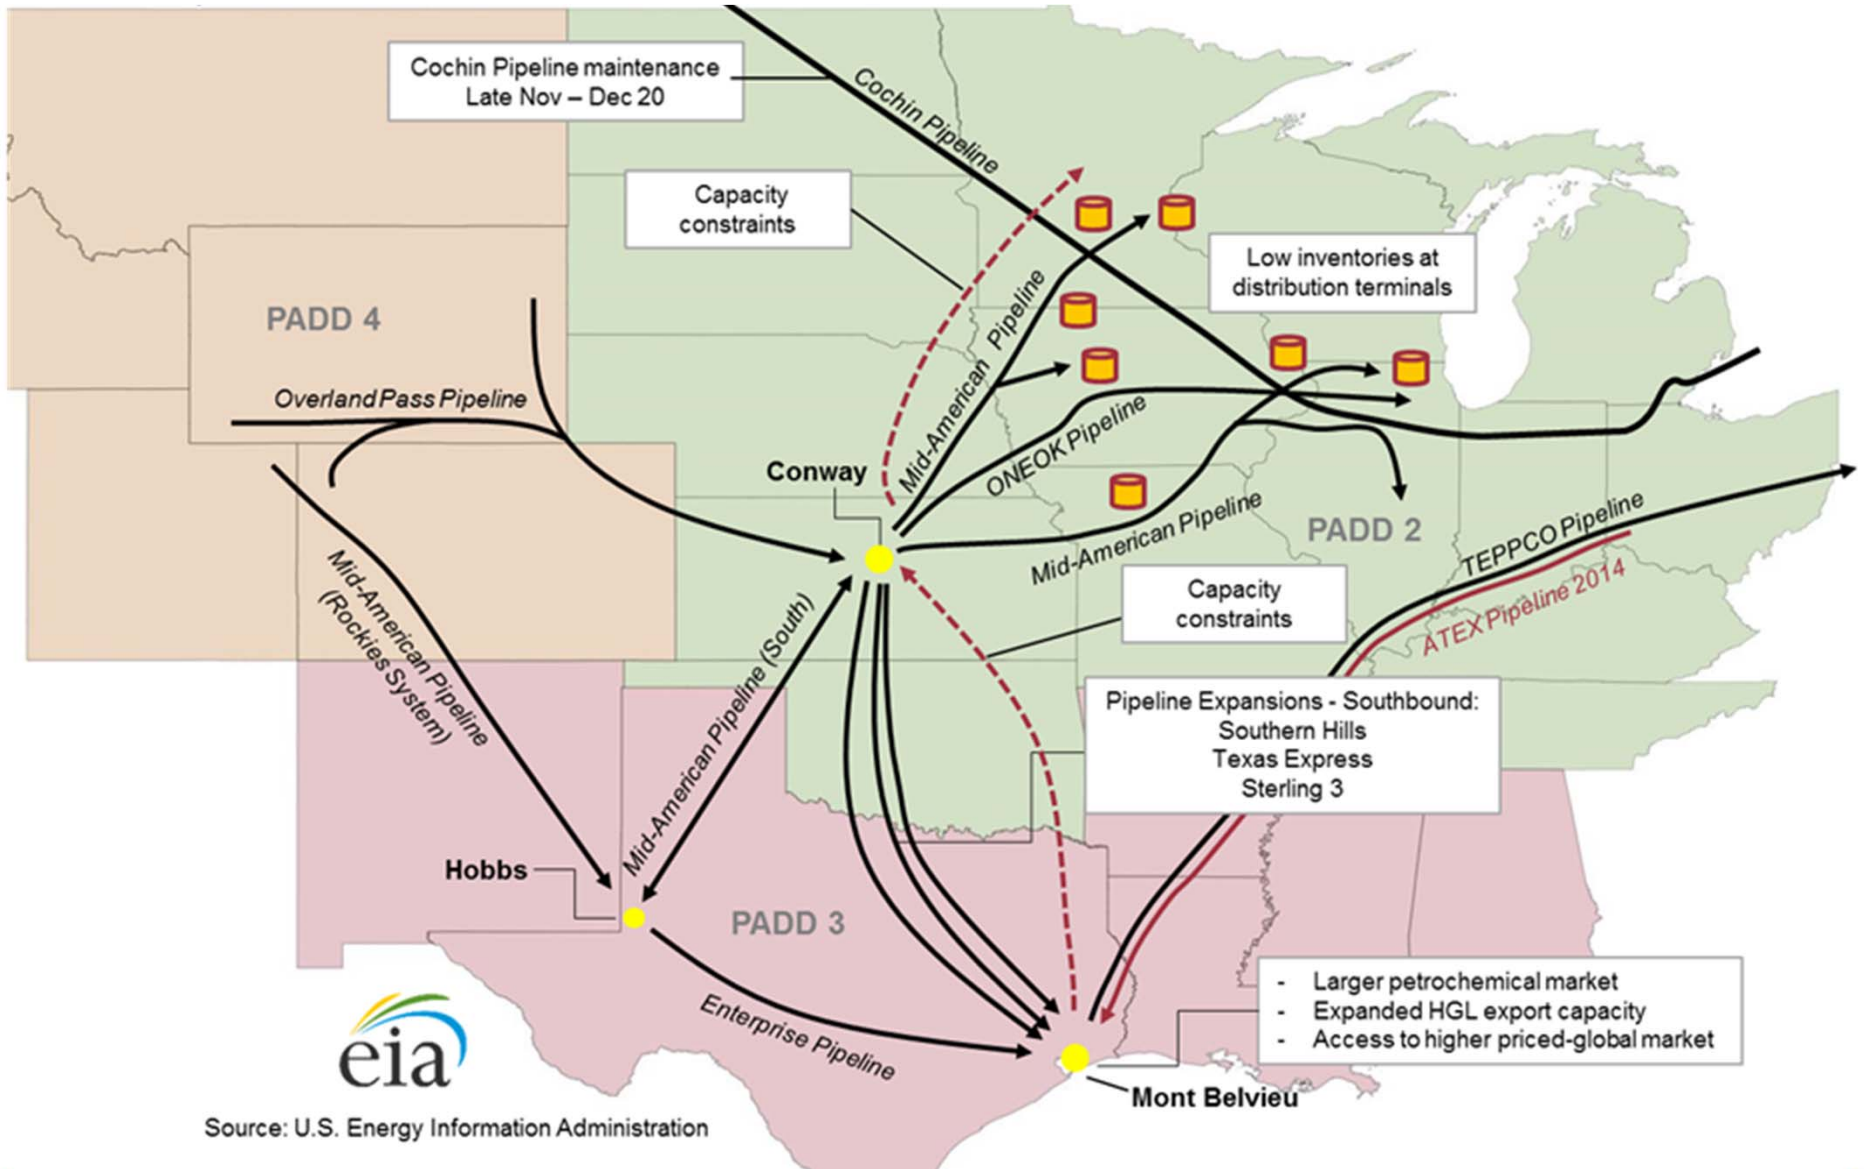 Cochin Pipeline maintenance
Late Nov – Dec 20
Cochin Pipeline
Capacity
constraints
Low inventories at
distribution terminals
PADD 4
Mid-American Pipeline
Overland Pass Pipeline
ONEOK Pipeline
Conway
Mid-American Pipeline
PADD 2
TEPPCO Pipeline
ATEX Pipeline 2014
Mid-American Pipeline
(Rockies System)
Capacity
constraints
Mid-American Pipeline (South)
Pipeline Expansions - Southbound:
Southern Hills
Texas Express
Sterling 3
Hobbs
PADD 3
- Larger petrochemical market
- Expanded HGL export capacity
- Access to higher priced-global market
Enterprise Pipeline
eia
Mont Belvieu
Source: U.S. Energy Information Administration